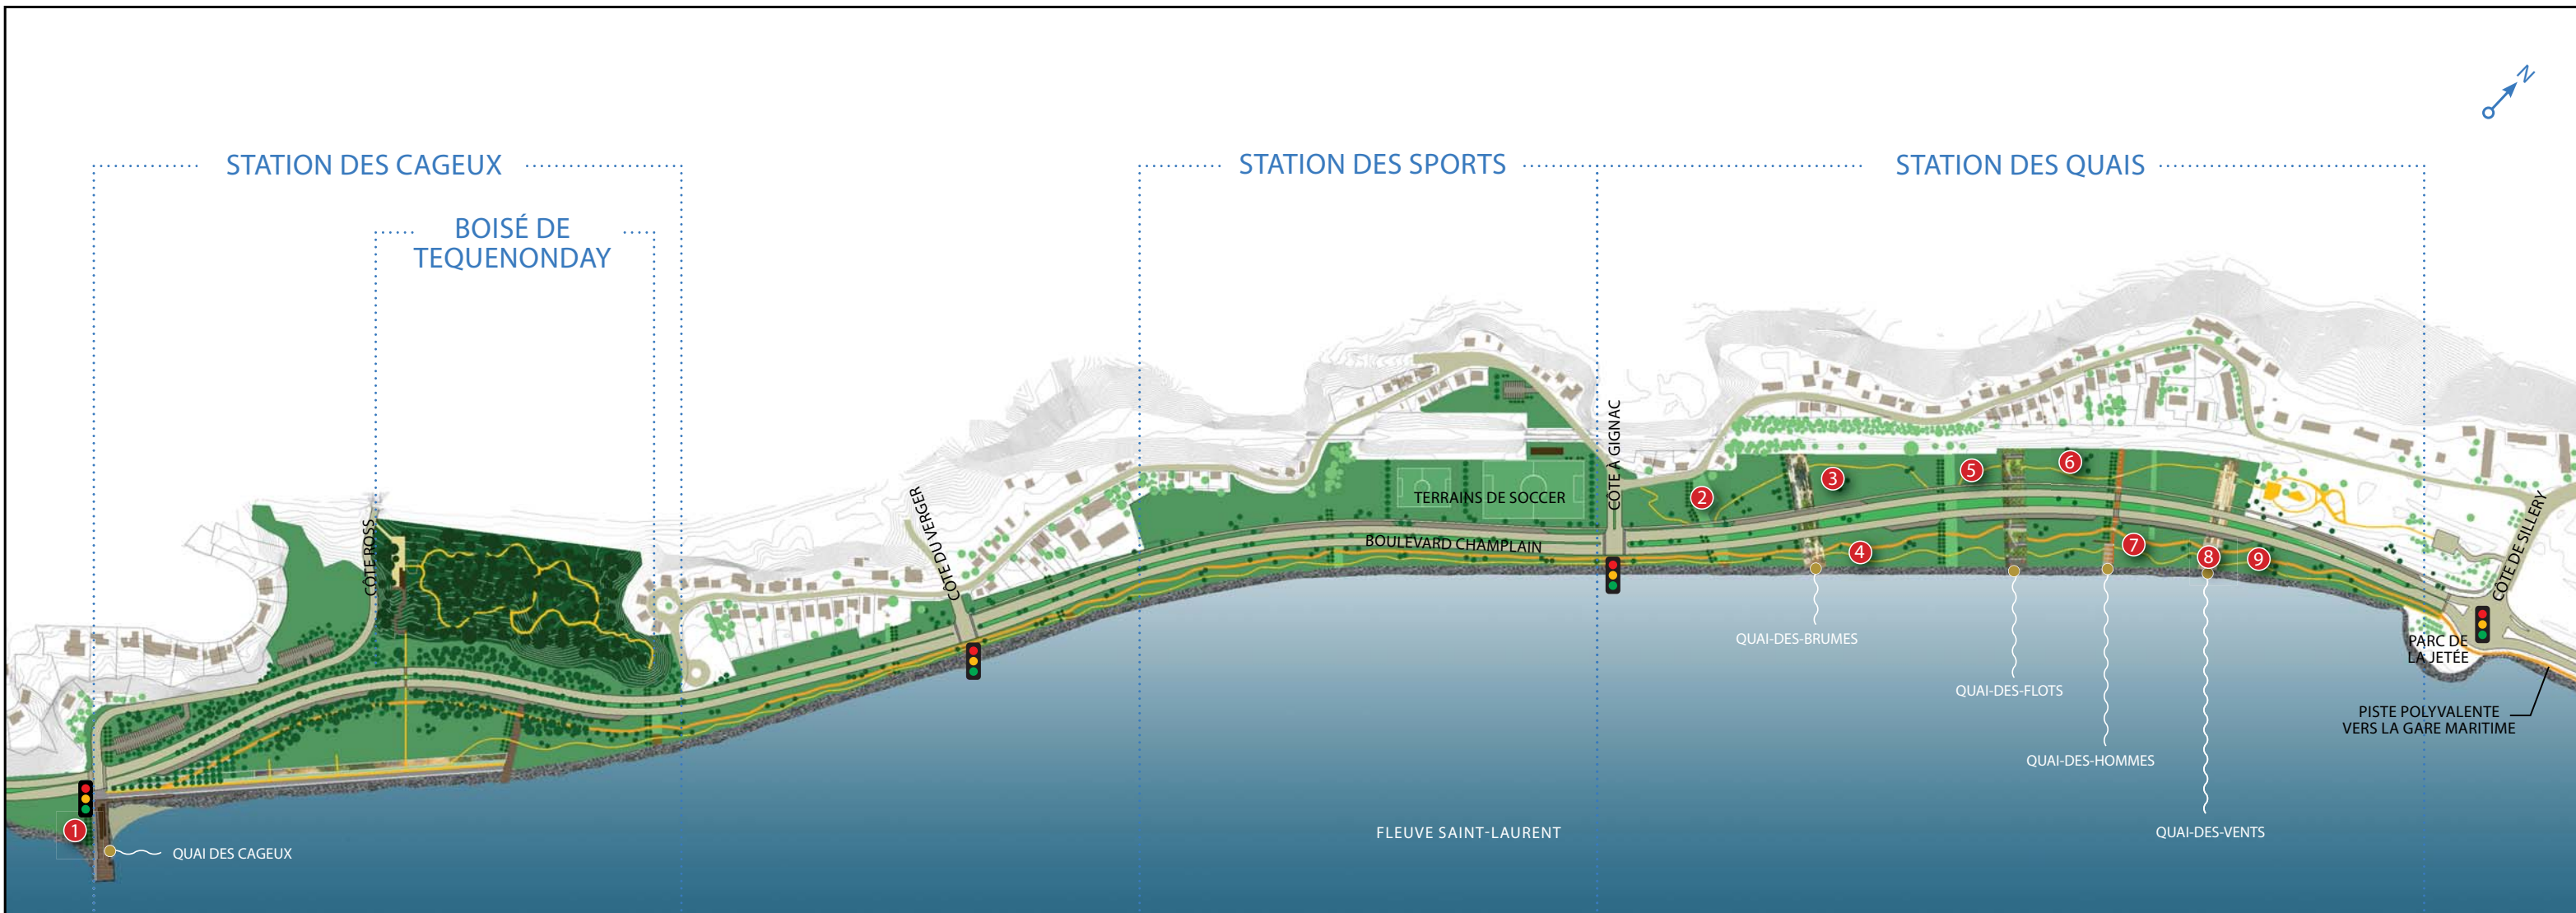 N
STATION DES CAGEUX
STATION DES SPORTS
STATION DES QUAIS
BOISÉ DE
TEQUENONDAY
CÔTE ROSS
CÔTE DU VERGER
TERRAINS DE SOCCER
BOULEVARD CHAMPLAIN
CÔTE À GIGNAC
2
3
4
5
6
7
8
9
CÔTE DE SILLERY
PARC DE
LA JETÉE
PISTE POLYVALENTE
VERS LA GARE MARITIME
QUAI-DES-BRUMES
QUAI-DES-FLOTS
QUAI-DES-HOMMES
QUAI-DES-VENTS
FLEUVE SAINT-LAURENT
1
QUAI DES CAGEUX